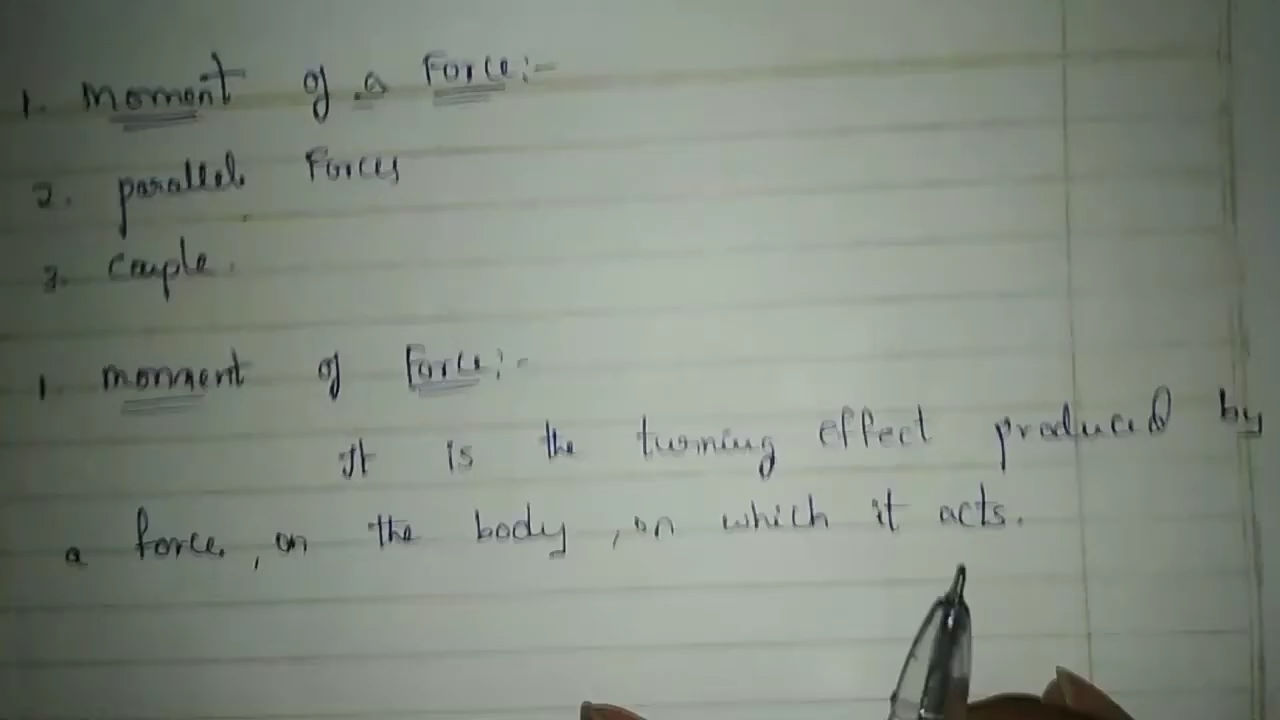 1. Moment of a Force:-
2. parallel Forces
3. Couple.
1. moment of Force:-
It is the turning effect produced by
a force, on the body, on which it acts.